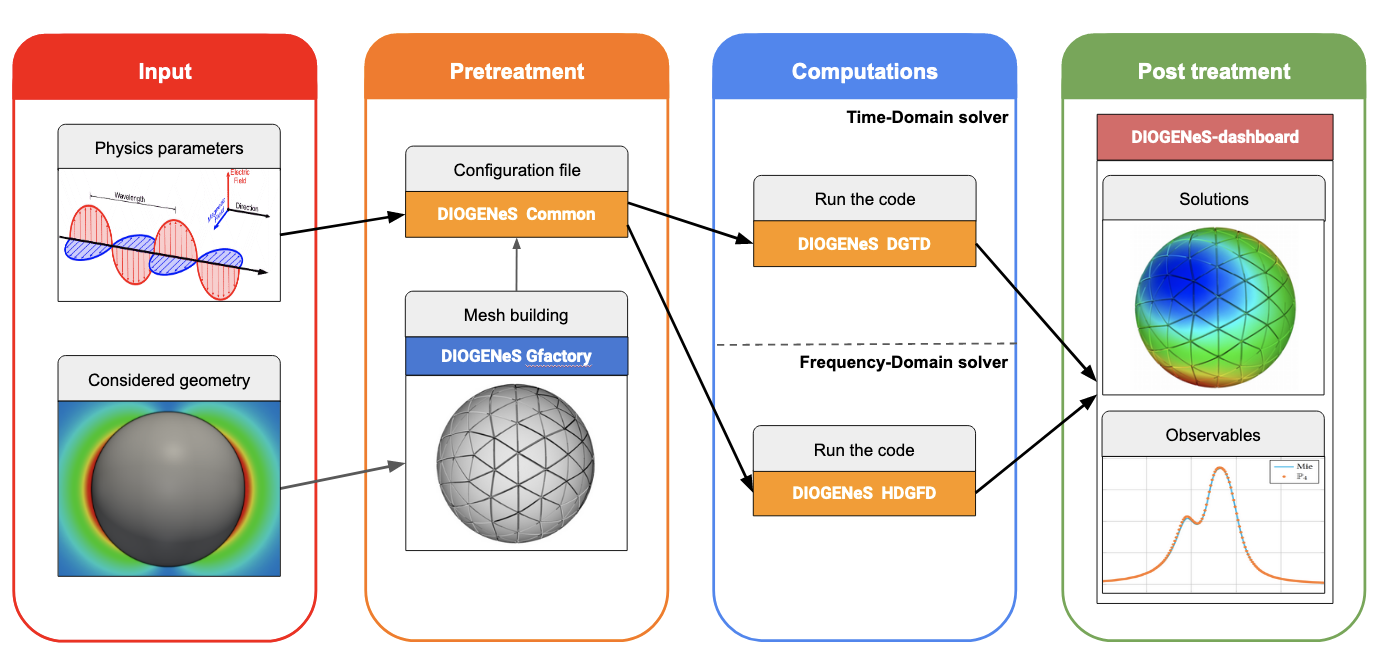 Input
Physics parameters
Electric
Field
Wavelength
Magnetic
Field
Direction
Considered geometry
Pretreatment
Configuration file
DIOGENeS Common
Mesh building
DIOGENeS Gfactory
Computations
Time-Domain solver
Run the code
DIOGENeS DGTD
Frequency-Domain solver
Run the code
DIOGENeS HDGFD
Post treatment
DIOGENeS-dashboard
Solutions
Observables
Mie
ℙ₄